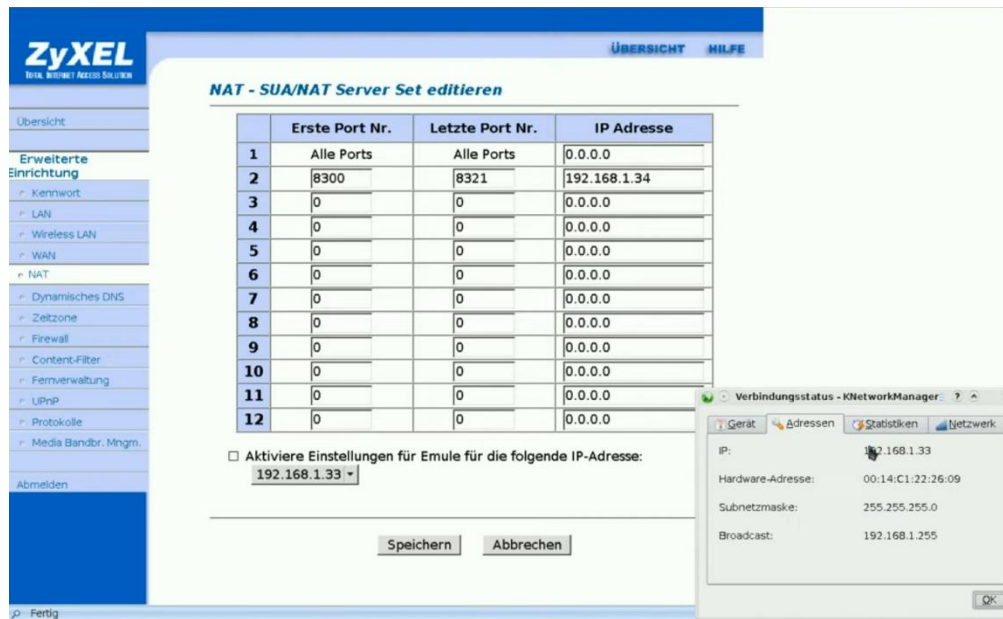 ZyXEL
TOTAL INTERNET ACCESS SOLUTION
ÜBERSICHT HILFE
NAT - SUA/NAT Server Set editieren
Übersicht
Erweiterte
Einrichtung
Kennwort
LAN
Wireless LAN
WAN
NAT
Dynamisches DNS
Zeitzone
Firewall
Content-Filter
Fernverwaltung
UPnP
Protokolle
Media Bandbr. Mngm.
Abmelden
Erste Port Nr. Letzte Port Nr. IP Adresse
1 Alle Ports Alle Ports 0.0.0.0
2 8300 8321 192.168.1.34
3 0 0 0.0.0.0
4 0 0 0.0.0.0
5 0 0 0.0.0.0
6 0 0 0.0.0.0
7 0 0 0.0.0.0
8 0 0 0.0.0.0
9 0 0 0.0.0.0
10 0 0 0.0.0.0
11 0 0 0.0.0.0
12 0 0 0.0.0.0
Aktiviere Einstellungen für Emule für die folgende IP-Adresse:
192.168.1.33
Speichern Abbrechen
Verbindungsstatus - KNetworkManager ?
Gerät Adressen Statistiken Netzwerk
IP: 192.168.1.33
Hardware-Adresse: 00:14:C1:22:26:09
Subnetzmaske: 255.255.255.0
Broadcast: 192.168.1.255
OK
Fertig